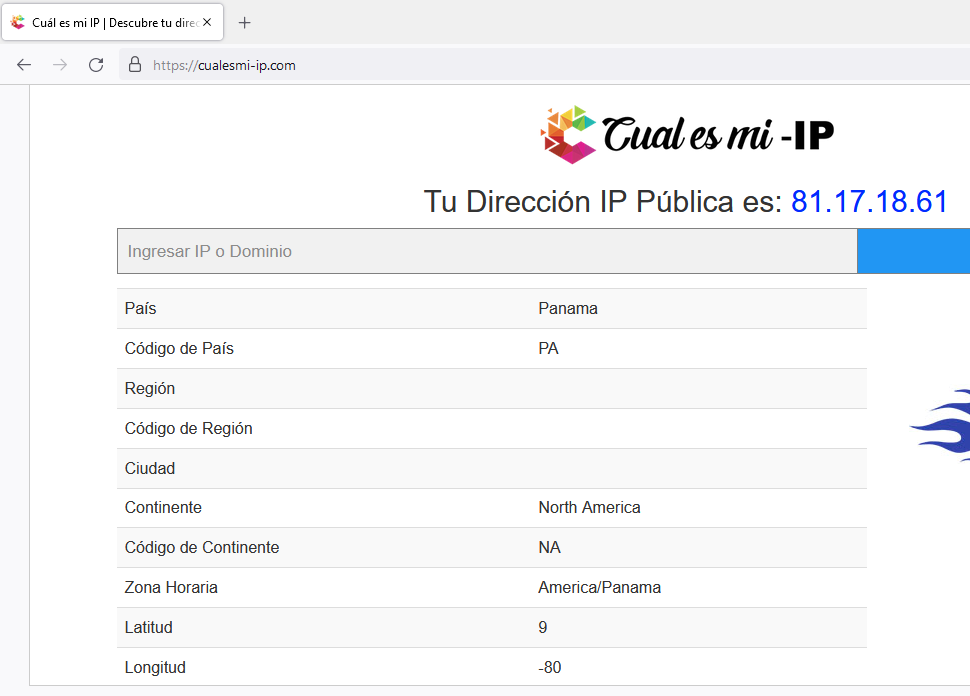 Cuál es mi IP | Descubre tu direc
https://cualesmi-ip.com
Cual es mi -IP
Tu Dirección IP Pública es: 81.17.18.61
Ingresar IP o Dominio
País Panama
Código de País PA
Región
Código de Región
Ciudad
Continente North America
Código de Continente NA
Zona Horaria America/Panama
Latitud 9
Longitud -80